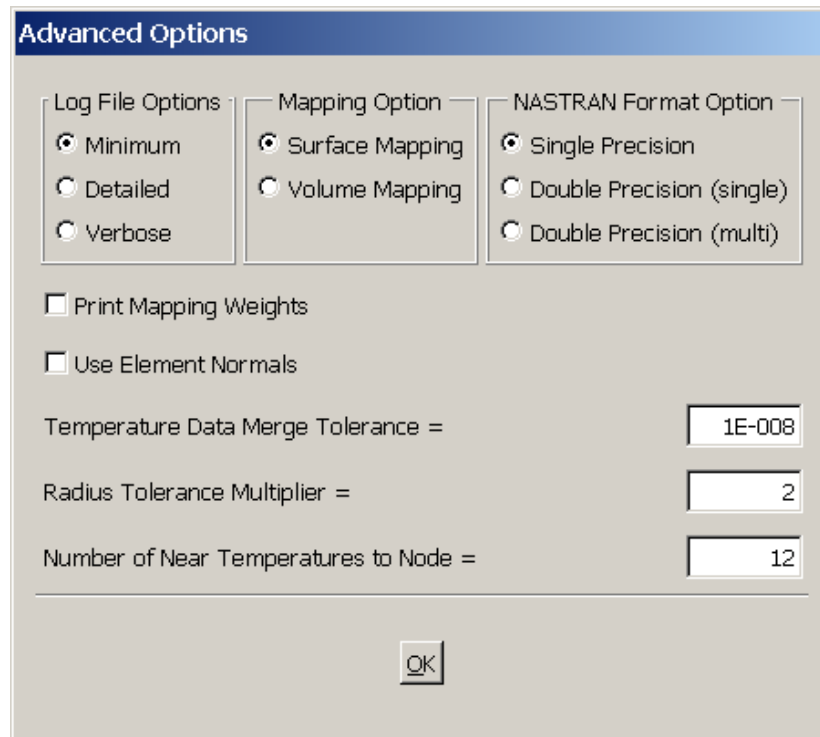 Advanced Options
Log File Options
Minimum
Detailed
Verbose
Mapping Option
Surface Mapping
Volume Mapping
NASTRAN Format Option
Single Precision
Double Precision (single)
Double Precision (multi)
Print Mapping Weights
Use Element Normals
Temperature Data Merge Tolerance = 1E-008
Radius Tolerance Multiplier = 2
Number of Near Temperatures to Node = 12
OK